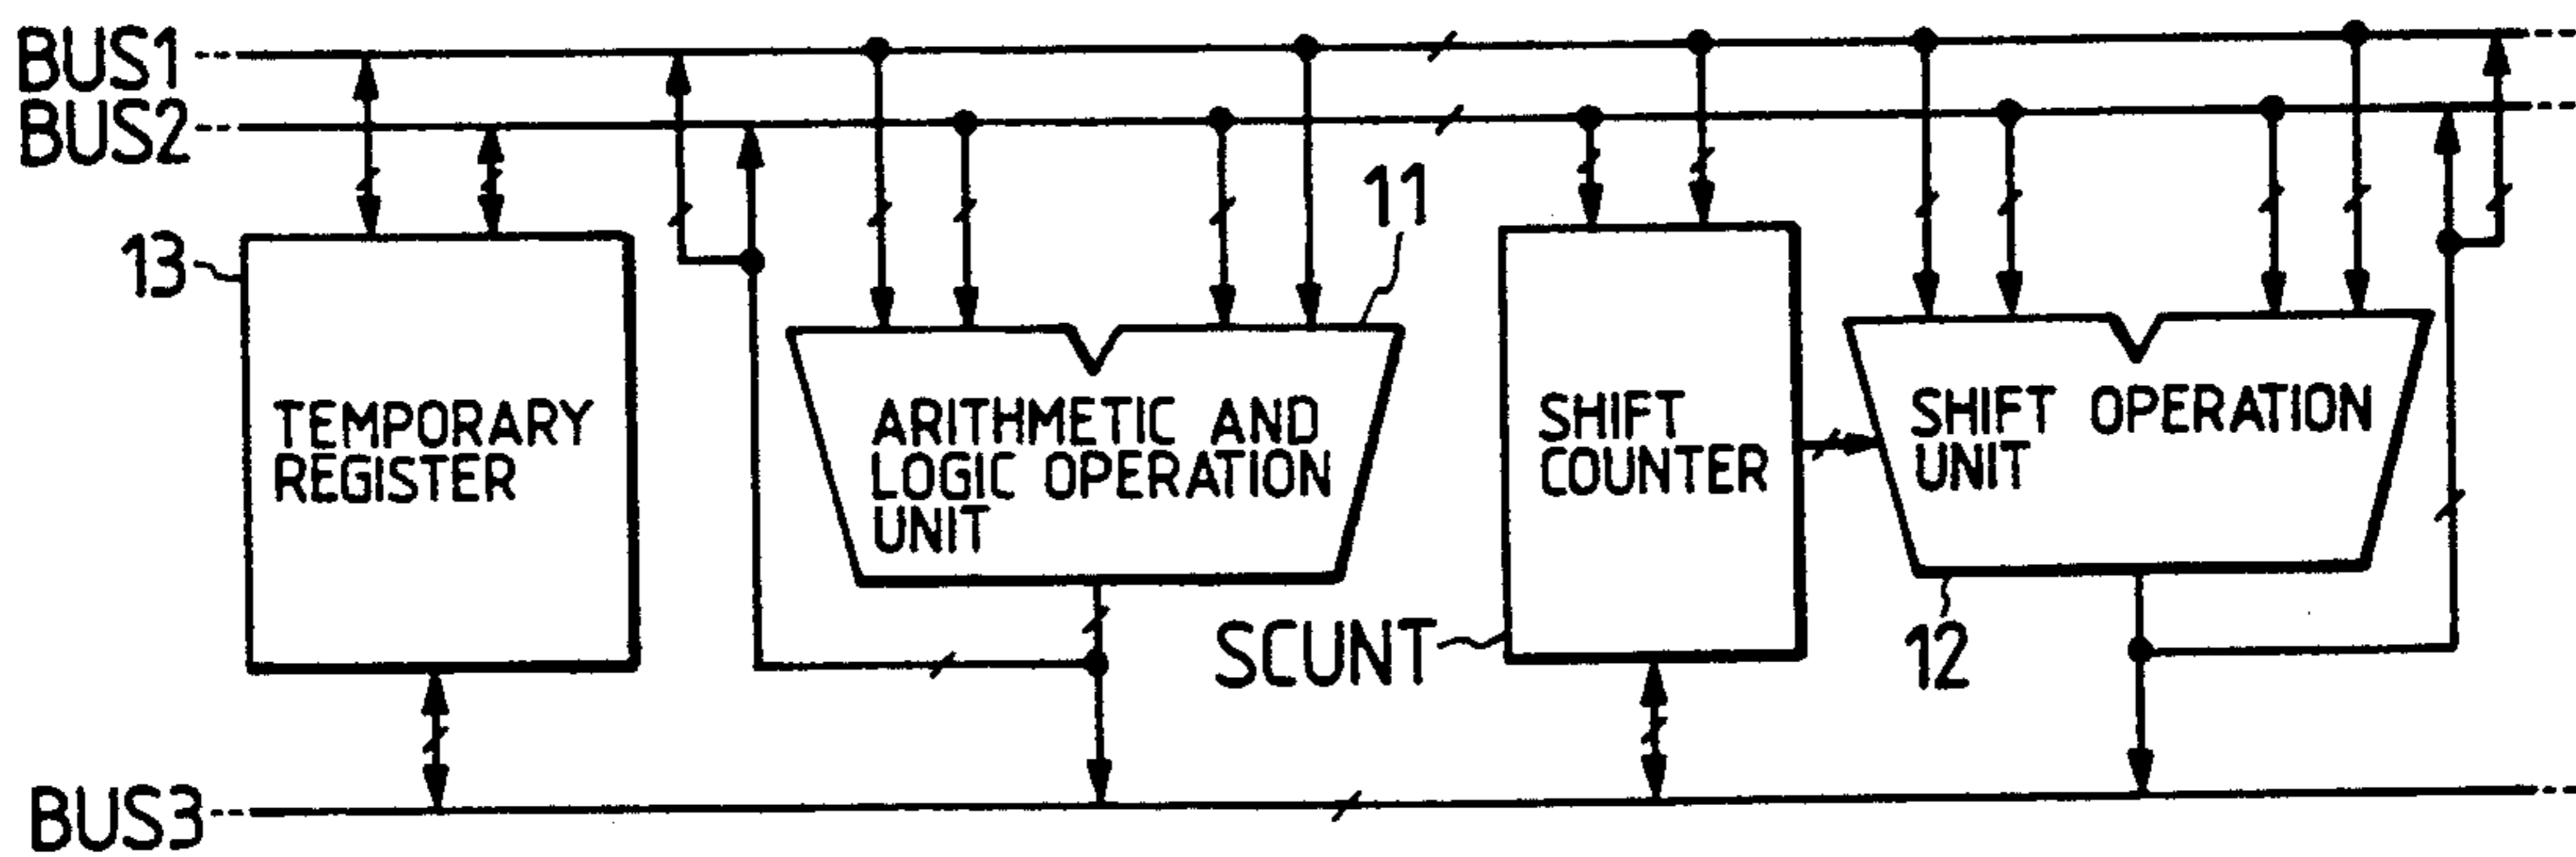 BUS1
BUS2
11
13
TEMPORARY
REGISTER
ARITHMETIC AND
LOGIC OPERATION
UNIT
SHIFT
COUNTER
SHIFT OPERATION
UNIT
SCUNT
12
BUS3